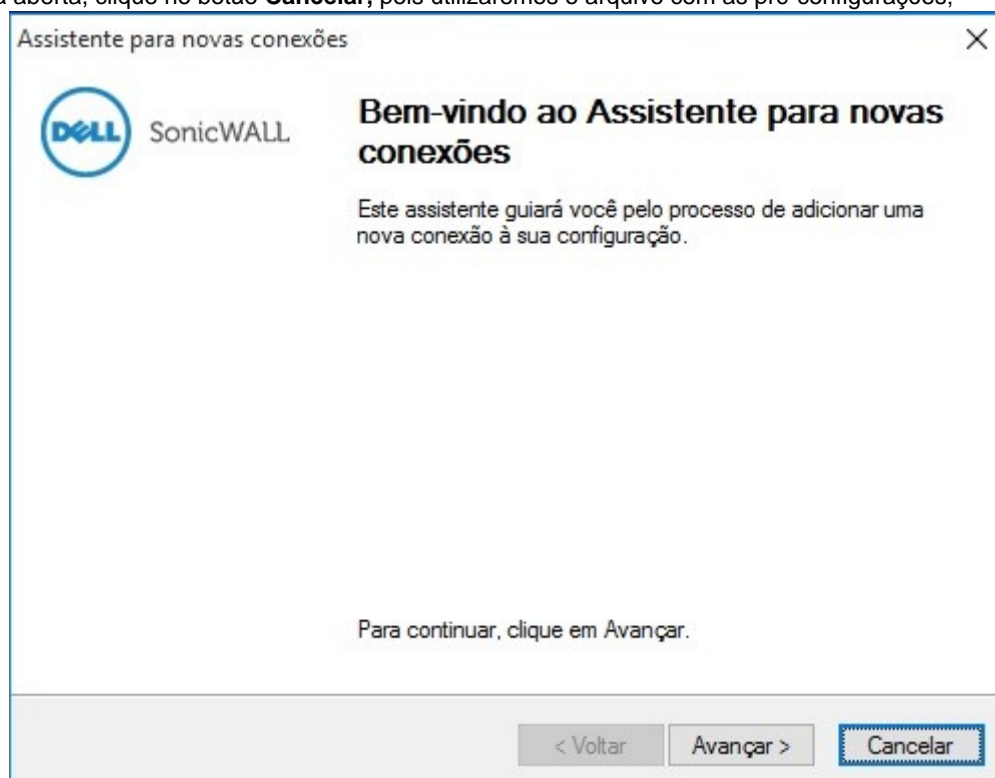 a aberta, clique no botão Cancelar, pois utilizaremos o arquivo com as pré-configurações;
Assistente para novas conexões
DELL SonicWALL
Bem-vindo ao Assistente para novas
conexões
Este assistente guiará você pelo processo de adicionar uma
nova conexão à sua configuração.
Para continuar, clique em Avançar.
< Voltar Avançar > Cancelar